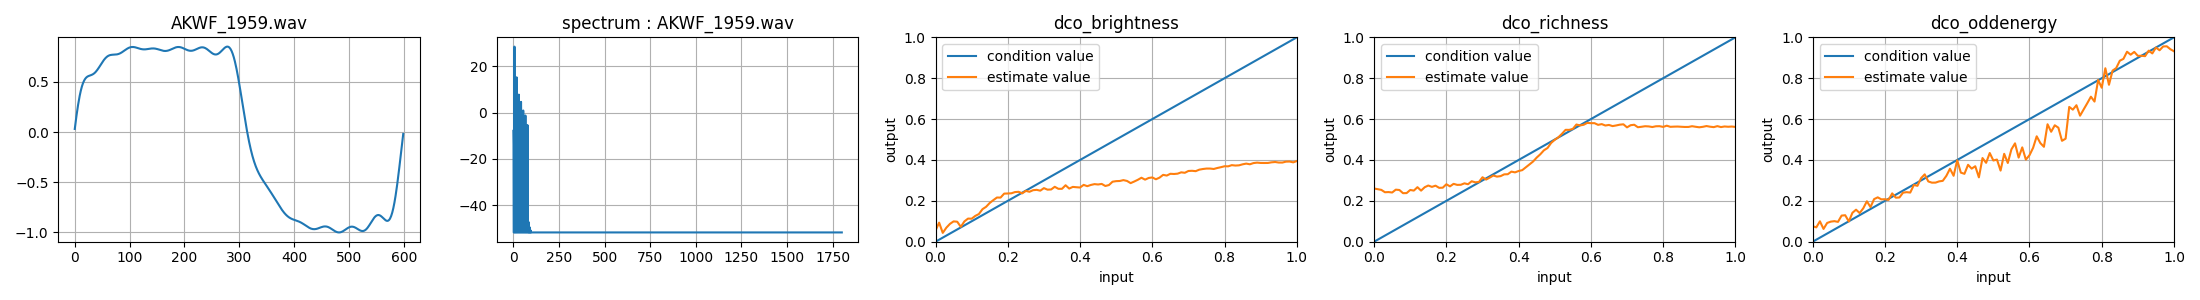 AKWF_1959.wav
0.5
0.0
−0.5
−1.0
0 100 200 300 400 500 600
spectrum : AKWF_1959.wav
20
0
−20
−40
0 250 500 750 1000 1250 1500 1750
dco_brightness
condition value
estimate value
output
1.0
0.8
0.6
0.4
0.2
0.0
0.0 0.2 0.4 0.6 0.8 1.0
input
dco_richness
condition value
estimate value
output
1.0
0.8
0.6
0.4
0.2
0.0
0.0 0.2 0.4 0.6 0.8 1.0
input
dco_oddenergy
condition value
estimate value
output
1.0
0.8
0.6
0.4
0.2
0.0
0.0 0.2 0.4 0.6 0.8 1.0
input